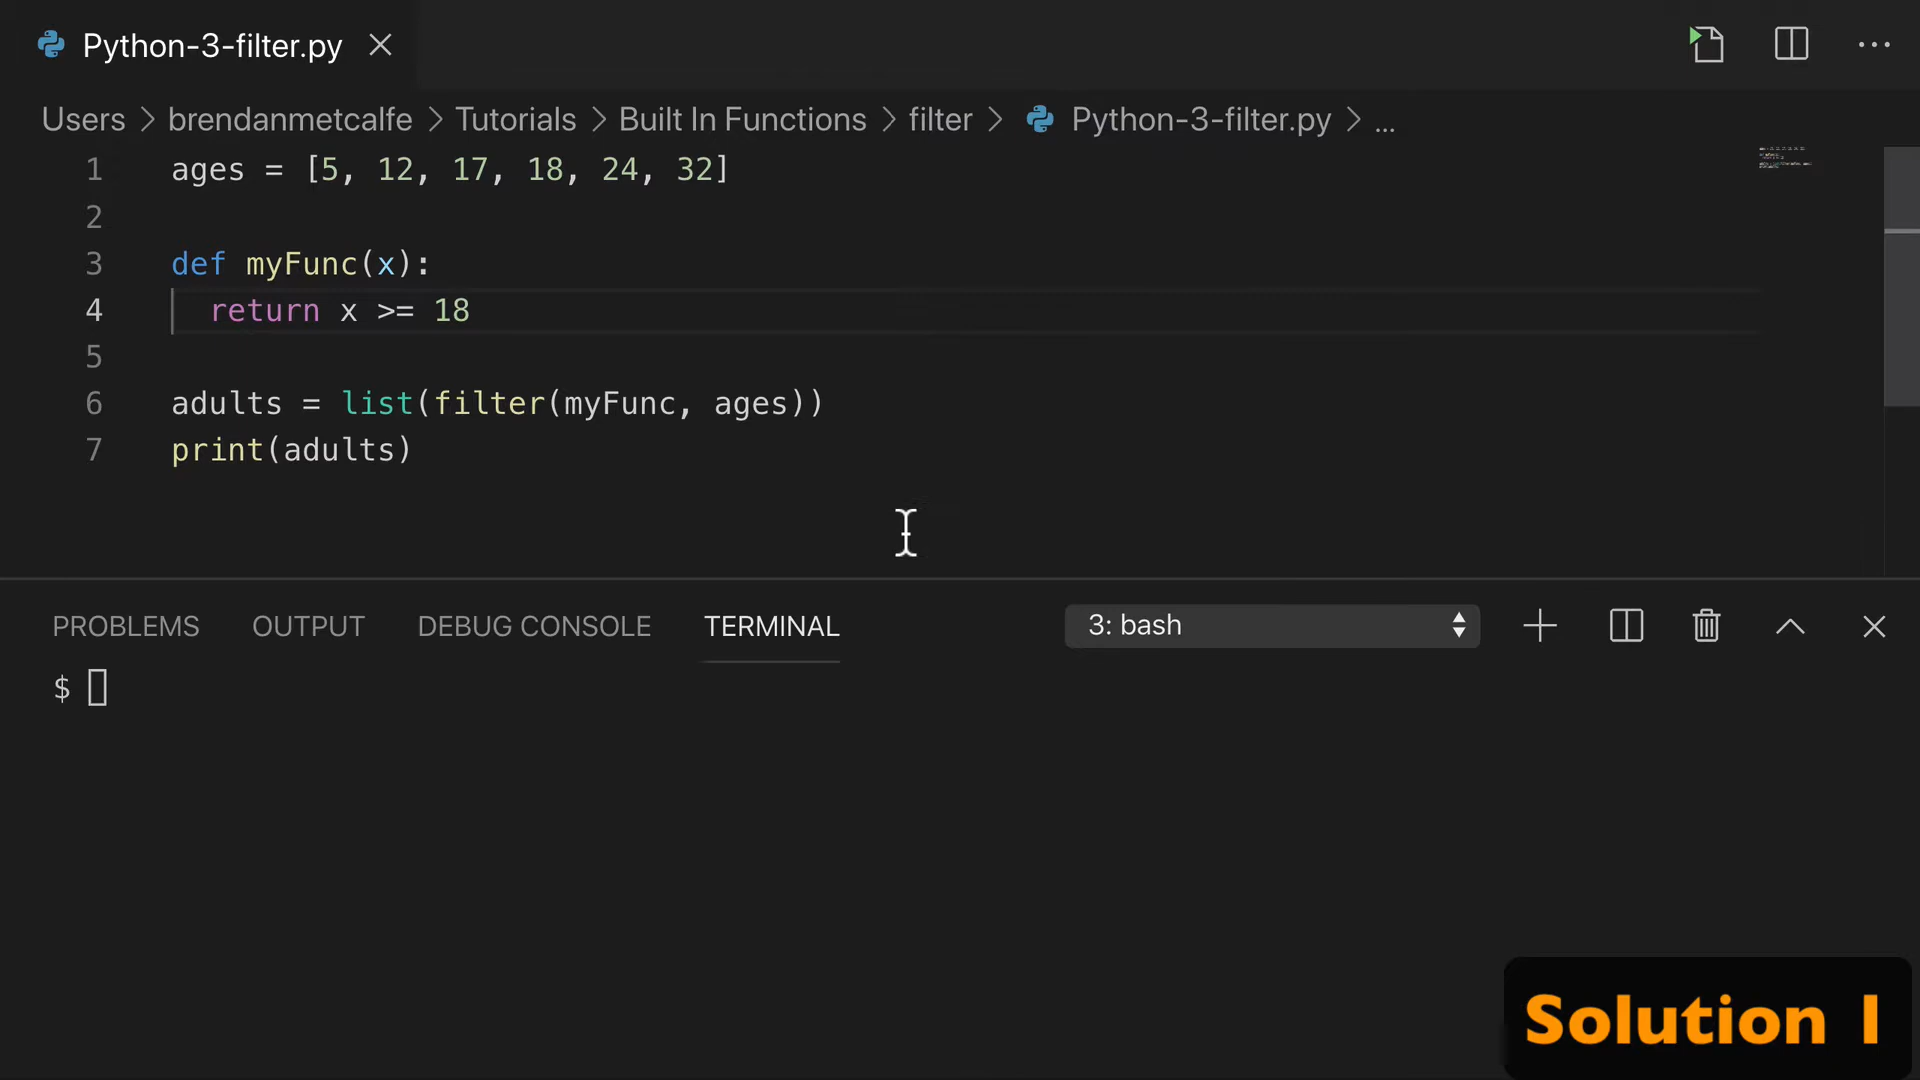 Python-3-filter.py
Users > brendanmetcalfe > Tutorials > Built In Functions > filter > Python-3-filter.py > ...
1 ages = [5, 12, 17, 18, 24, 32]
2
3 def myFunc(x):
4   return x >= 18
5
6 adults = list(filter(myFunc, ages))
7 print(adults)
PROBLEMS OUTPUT DEBUG CONSOLE TERMINAL 3: bash
$
Solution 1